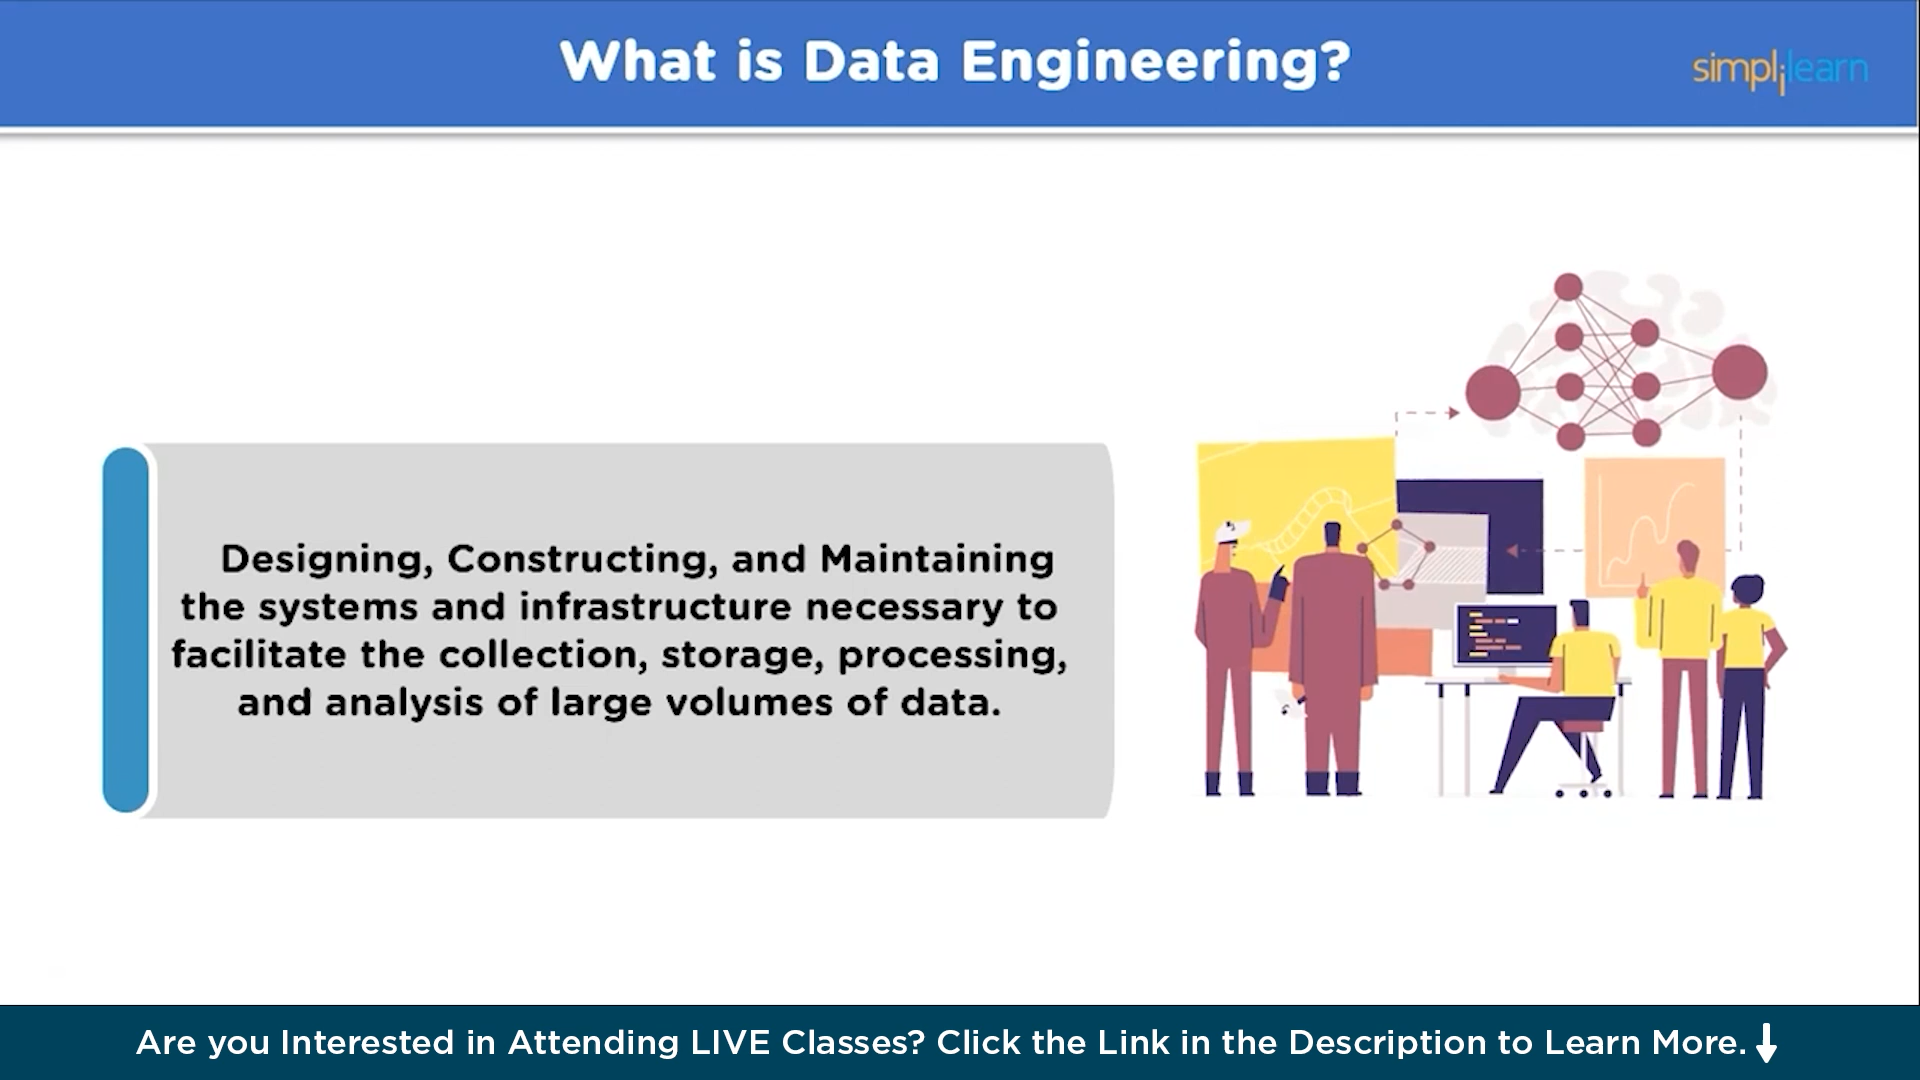 What is Data Engineering?
simplilearn
Designing, Constructing, and Maintaining
the systems and infrastructure necessary to
facilitate the collection, storage, processing,
and analysis of large volumes of data.
Are you Interested in Attending LIVE Classes? Click the Link in the Description to Learn More.